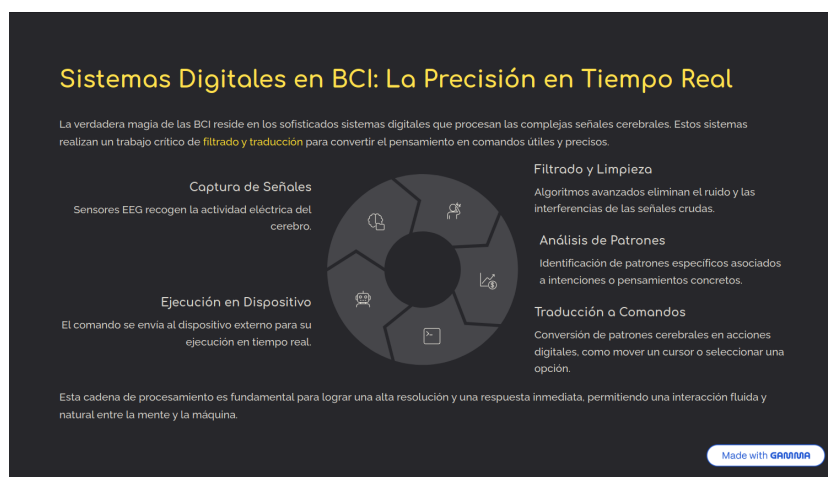 Sistemas Digitales en BCI: La Precisión en Tiempo Real
La verdadera magia de las BCI reside en los sofisticados sistemas digitales que procesan las complejas señales cerebrales. Estos sistemas
realizan un trabajo crítico de filtrado y traducción para convertir el pensamiento en comandos útiles y precisos.
Captura de Señales
Sensores EEG recogen la actividad eléctrica del
cerebro.
Filtrado y Limpieza
Algoritmos avanzados eliminan el ruido y las
interferencias de las señales crudas.
Análisis de Patrones
Identificación de patrones específicos asociados
a intenciones o pensamientos concretos.
Traducción a Comandos
Conversión de patrones cerebrales en acciones
digitales, como mover un cursor o seleccionar una
opción.
Ejecución en Dispositivo
El comando se envía al dispositivo externo para su
ejecución en tiempo real.
Esta cadena de procesamiento es fundamental para lograr una alta resolución y una respuesta inmediata, permitiendo una interacción fluida y
natural entre la mente y la máquina.
Made with GAMMA